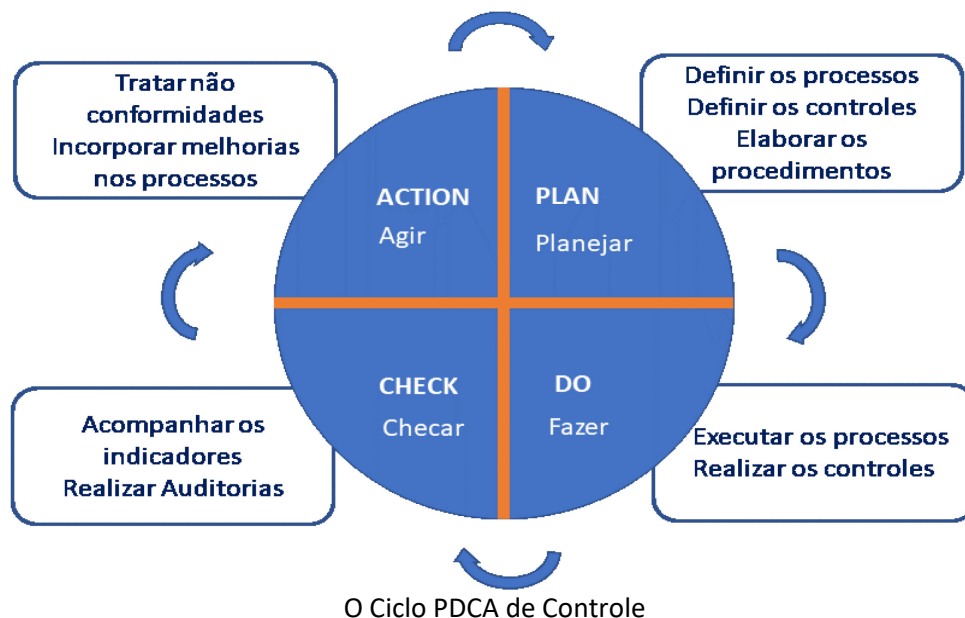 Tratar não
conformidades
Incorporar melhorias
nos processos
Definir os processos
Definir os controles
Elaborar os
procedimentos
ACTION
Agir
PLAN
Planejar
CHECK
Checar
DO
Fazer
Acompanhar os
indicadores
Realizar Auditorias
Executar os processos
Realizar os controles
O Ciclo PDCA de Controle